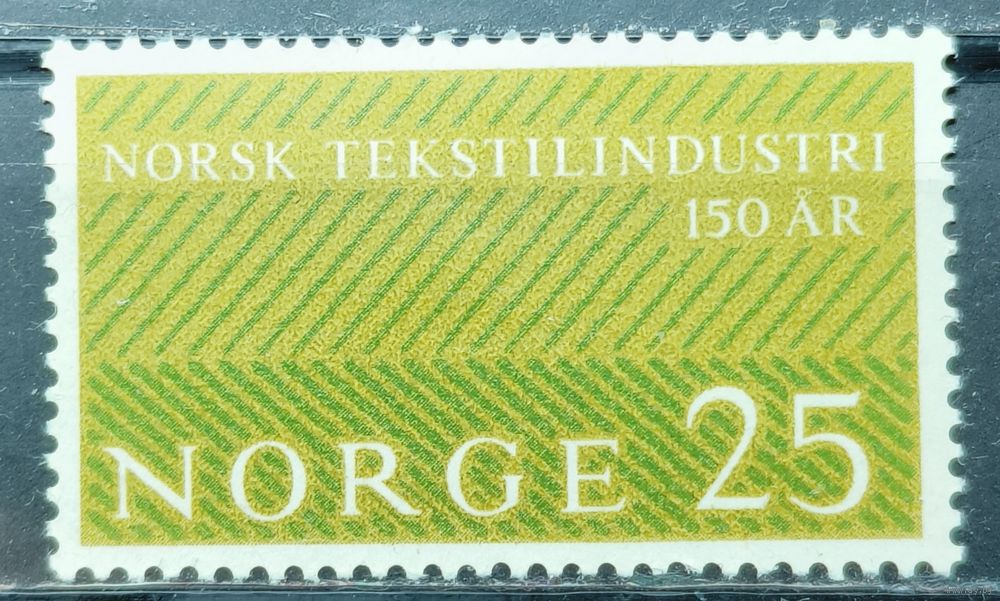 NORSK TEKSTILINDUSTRI
150 ÅR
NORGE 25